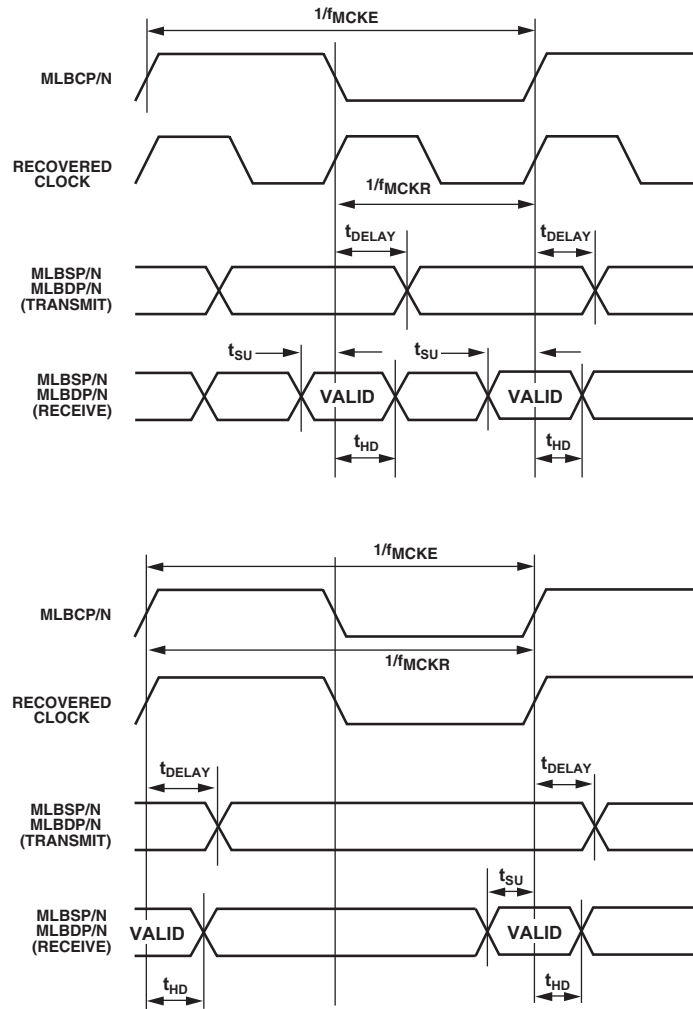 1/fMCKE
MLBCP/N
RECOVERED
CLOCK
1/fMCKR
tDELAY tDELAY
MLBSP/N
MLBDP/N
(TRANSMIT)
tSU tSU
MLBSP/N
MLBDP/N
(RECEIVE)
VALID VALID
tHD tHD
1/fMCKE
MLBCP/N
1/fMCKR
RECOVERED
CLOCK
tDELAY tDELAY
MLBSP/N
MLBDP/N
(TRANSMIT)
tSU
MLBSP/N
MLBDP/N
(RECEIVE)
VALID VALID
tHD tHD